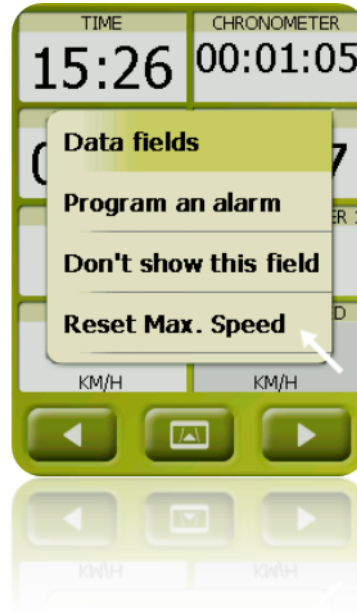 TIME CHRONOMETER
15:26 00:01:05
Data fields
Program an alarm
Don't show this field
Reset Max. Speed
KM/H KM/H